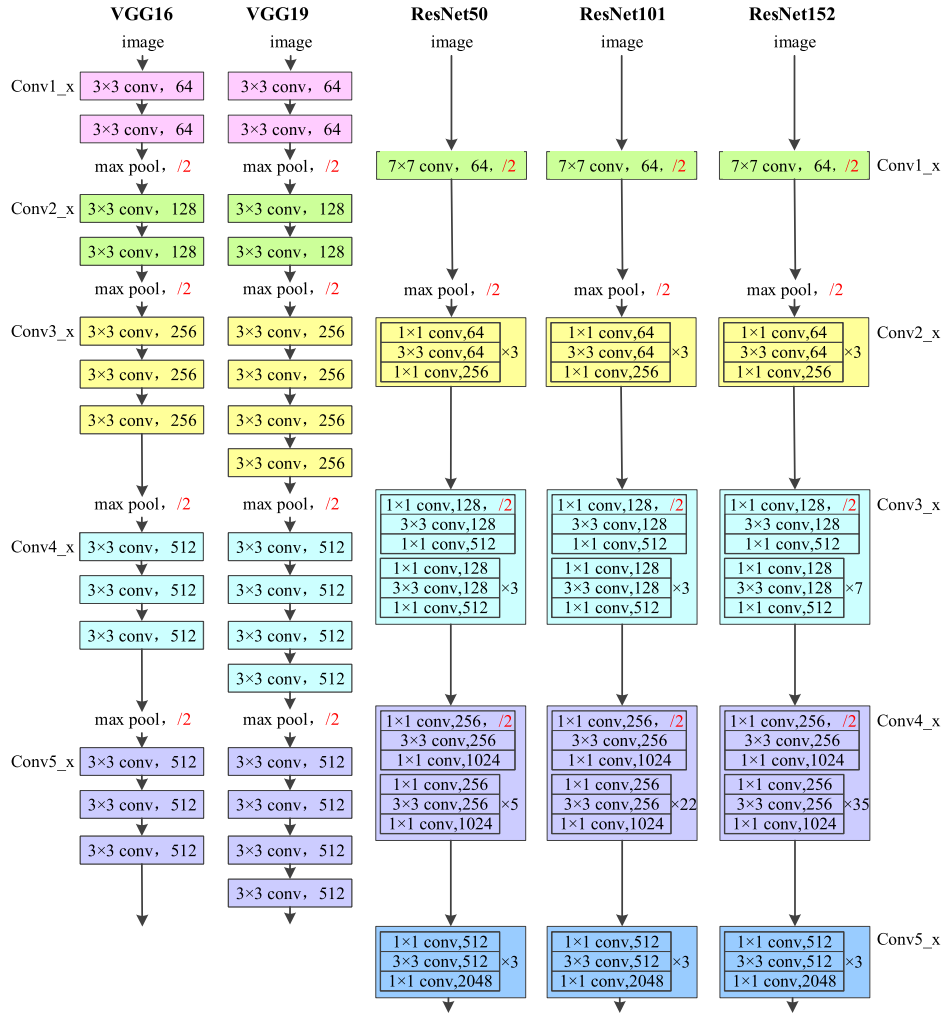 VGG16
image
Conv1_x
3×3 conv，64
3×3 conv，64
max pool，/2
Conv2_x
3×3 conv，128
3×3 conv，128
max pool，/2
Conv3_x
3×3 conv，256
3×3 conv，256
3×3 conv，256
max pool，/2
Conv4_x
3×3 conv，512
3×3 conv，512
3×3 conv，512
max pool，/2
Conv5_x
3×3 conv，512
3×3 conv，512
3×3 conv，512
VGG19
image
3×3 conv，64
3×3 conv，64
max pool，/2
3×3 conv，128
3×3 conv，128
max pool，/2
3×3 conv，256
3×3 conv，256
3×3 conv，256
3×3 conv，256
max pool，/2
3×3 conv，512
3×3 conv，512
3×3 conv，512
3×3 conv，512
max pool，/2
3×3 conv，512
3×3 conv，512
3×3 conv，512
3×3 conv，512
ResNet50
image
7×7 conv，64，/2
max pool，/2
1×1 conv,64
3×3 conv,64
1×1 conv,256
×3
1×1 conv,128，/2
3×3 conv,128
1×1 conv,512
1×1 conv,128
3×3 conv,128
1×1 conv,512
×3
1×1 conv,256，/2
3×3 conv,256
1×1 conv,1024
1×1 conv,256
3×3 conv,256
1×1 conv,1024
×5
1×1 conv,512
3×3 conv,512
1×1 conv,2048
×3
ResNet101
image
7×7 conv，64，/2
max pool，/2
1×1 conv,64
3×3 conv,64
1×1 conv,256
×3
1×1 conv,128，/2
3×3 conv,128
1×1 conv,512
1×1 conv,128
3×3 conv,128
1×1 conv,512
×3
1×1 conv,256，/2
3×3 conv,256
1×1 conv,1024
1×1 conv,256
3×3 conv,256
1×1 conv,1024
×22
1×1 conv,512
3×3 conv,512
1×1 conv,2048
×3
ResNet152
image
7×7 conv，64，/2
Conv1_x
max pool，/2
1×1 conv,64
3×3 conv,64
1×1 conv,256
×3
Conv2_x
1×1 conv,128，/2
3×3 conv,128
1×1 conv,512
1×1 conv,128
3×3 conv,128
1×1 conv,512
×7
Conv3_x
1×1 conv,256，/2
3×3 conv,256
1×1 conv,1024
1×1 conv,256
3×3 conv,256
1×1 conv,1024
×35
Conv4_x
1×1 conv,512
3×3 conv,512
1×1 conv,2048
×3
Conv5_x